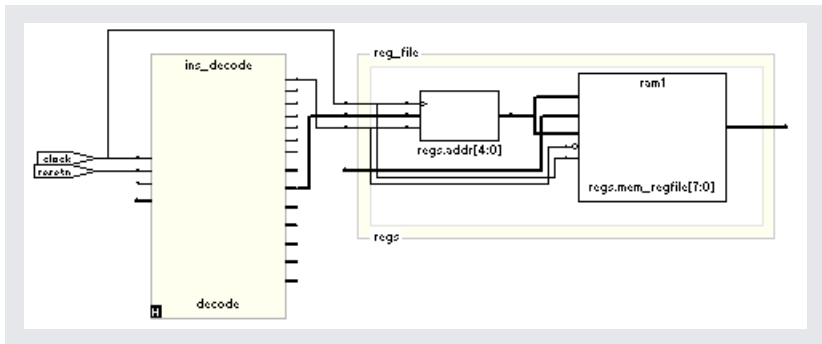 reg_file
ins_decode
ram1
regs.addr[4:0]
clock
resetn
regs.mem_regfile[7:0]
regs
decode
H